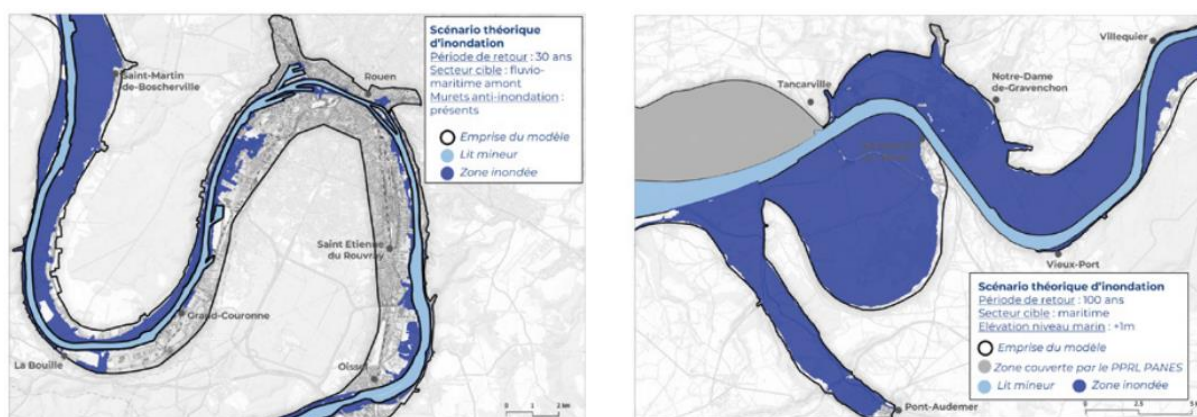 Scénario théorique
d'inondation
Période de retour : 30 ans
Secteur cible : fluvio-
maritime amont
Murets anti-inondation :
présents
Emprise du modèle
Lit mineur
Zone inondée
Rouen
Saint-Martin
de-Boscherville
Saint Etienne
du Rouvray
Grand-Couronne
La Bouille
Oissel
0 1 2 km
Villequier
Tancarville
Notre-Dame
de-Gravenchon
Vieux-Port
Scénario théorique d'inondation
Période de retour : 100 ans
Secteur cible : maritime
Elévation niveau marin : +1m
Emprise du modèle
Zone couverte par le PPRL PANES
Lit mineur
Zone inondée
Pont-Audemer
0 2.5